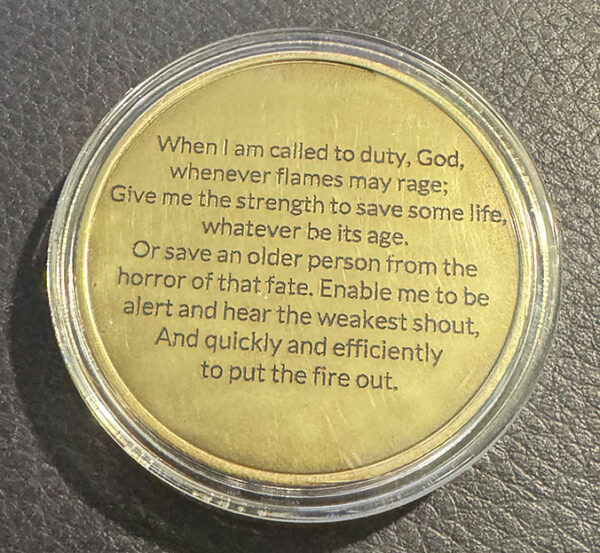 When I am called to duty, God,
whenever flames may rage;
Give me the strength to save some life,
whatever be its age.
Or save an older person from the
horror of that fate. Enable me to be
alert and hear the weakest shout,
And quickly and efficiently
to put the fire out.